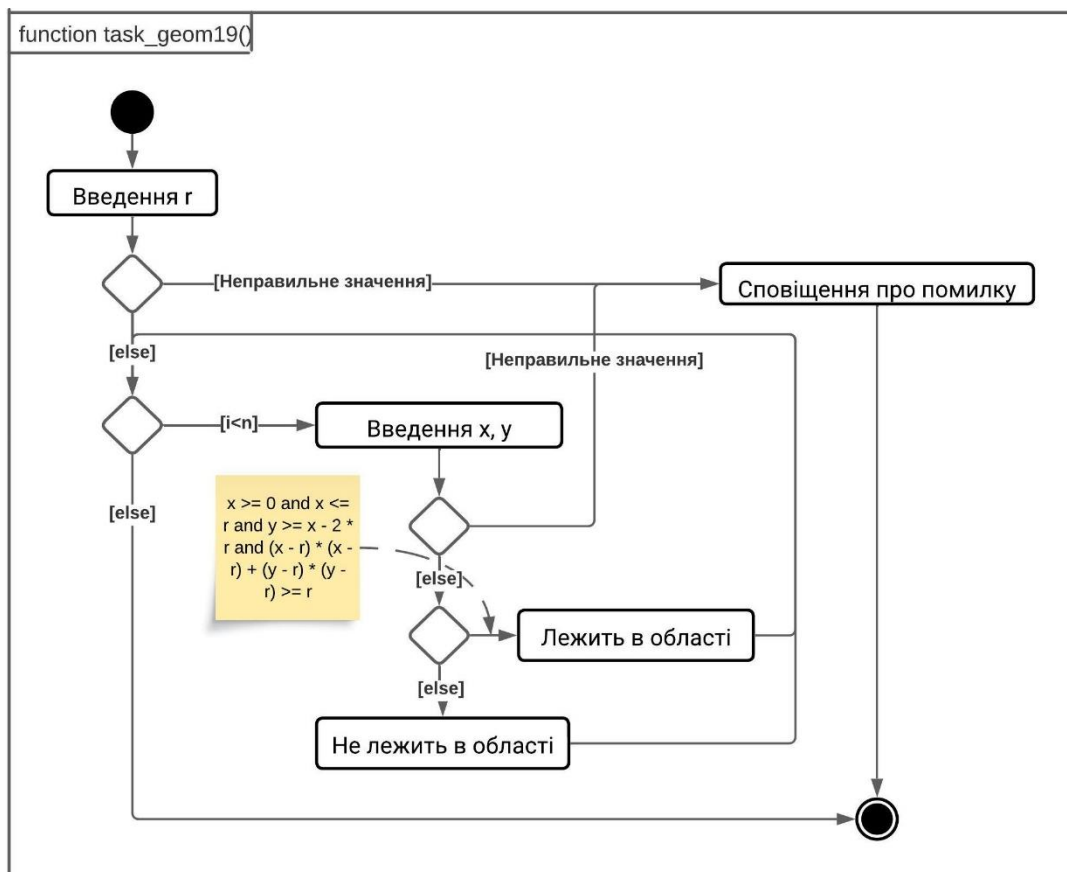 function task_geom19()
Введення r
[Неправильне значення]
Сповіщення про помилку
[else]
[Неправильне значення]
[i<n]
Введення x, y
x >= 0 and x <=
r and y >= x - 2 *
r and (x - r) * (x -
r) + (y - r) * (y -
r) >= r
[else]
[else]
Лежить в області
[else]
Не лежить в області